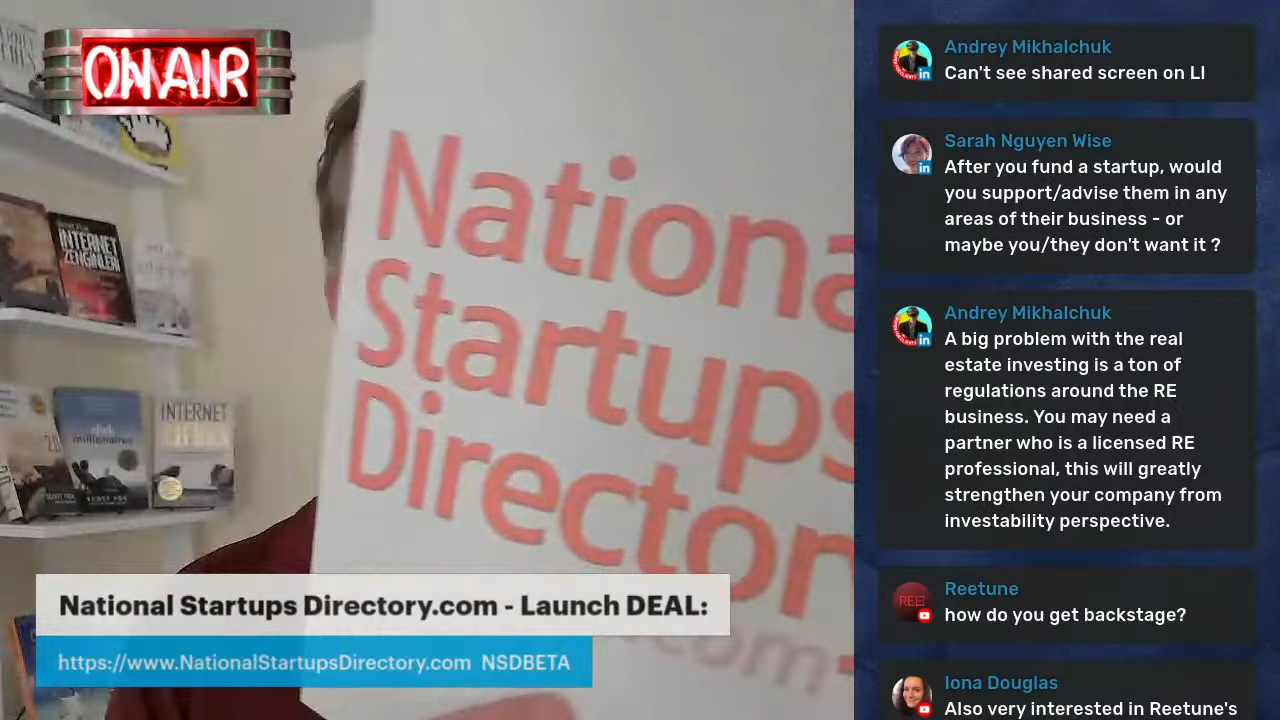 ON AIR
Nationa
Startups
Director
.com
INTERNET
ZENGINLERI
millionaires
INTERNET
National Startups Directory.com - Launch DEAL:
https://www.NationalStartupsDirectory.com NSDBETA
Andrey Mikhalchuk
Can't see shared screen on LI
Sarah Nguyen Wise
After you fund a startup, would
you support/advise them in any
areas of their business - or
maybe you/they don't want it ?
Andrey Mikhalchuk
A big problem with the real
estate investing is a ton of
regulations around the RE
business. You may need a
partner who is a licensed RE
professional, this will greatly
strengthen your company from
investability perspective.
Reetune
how do you get backstage?
Iona Douglas
Also very interested in Reetune's